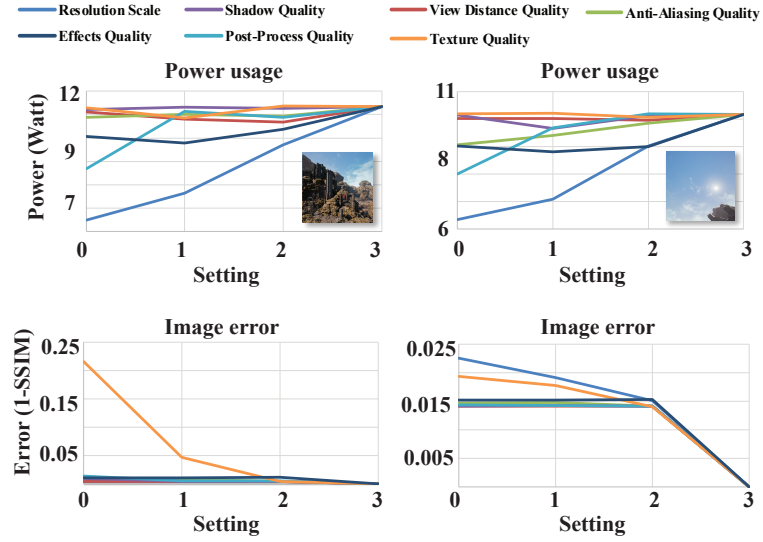 Resolution Scale Shadow Quality View Distance Quality Anti-Aliasing Quality
Effects Quality Post-Process Quality Texture Quality
Power usage Power usage
Power (Watt)
12
9
7
0 1 2 3
Setting
11
8
6
0 1 2 3
Setting
Image error Image error
Error (1-SSIM)
0.25
0.15
0.05
0 1 2 3
Setting
0.025
0.015
0.005
0 1 2 3
Setting